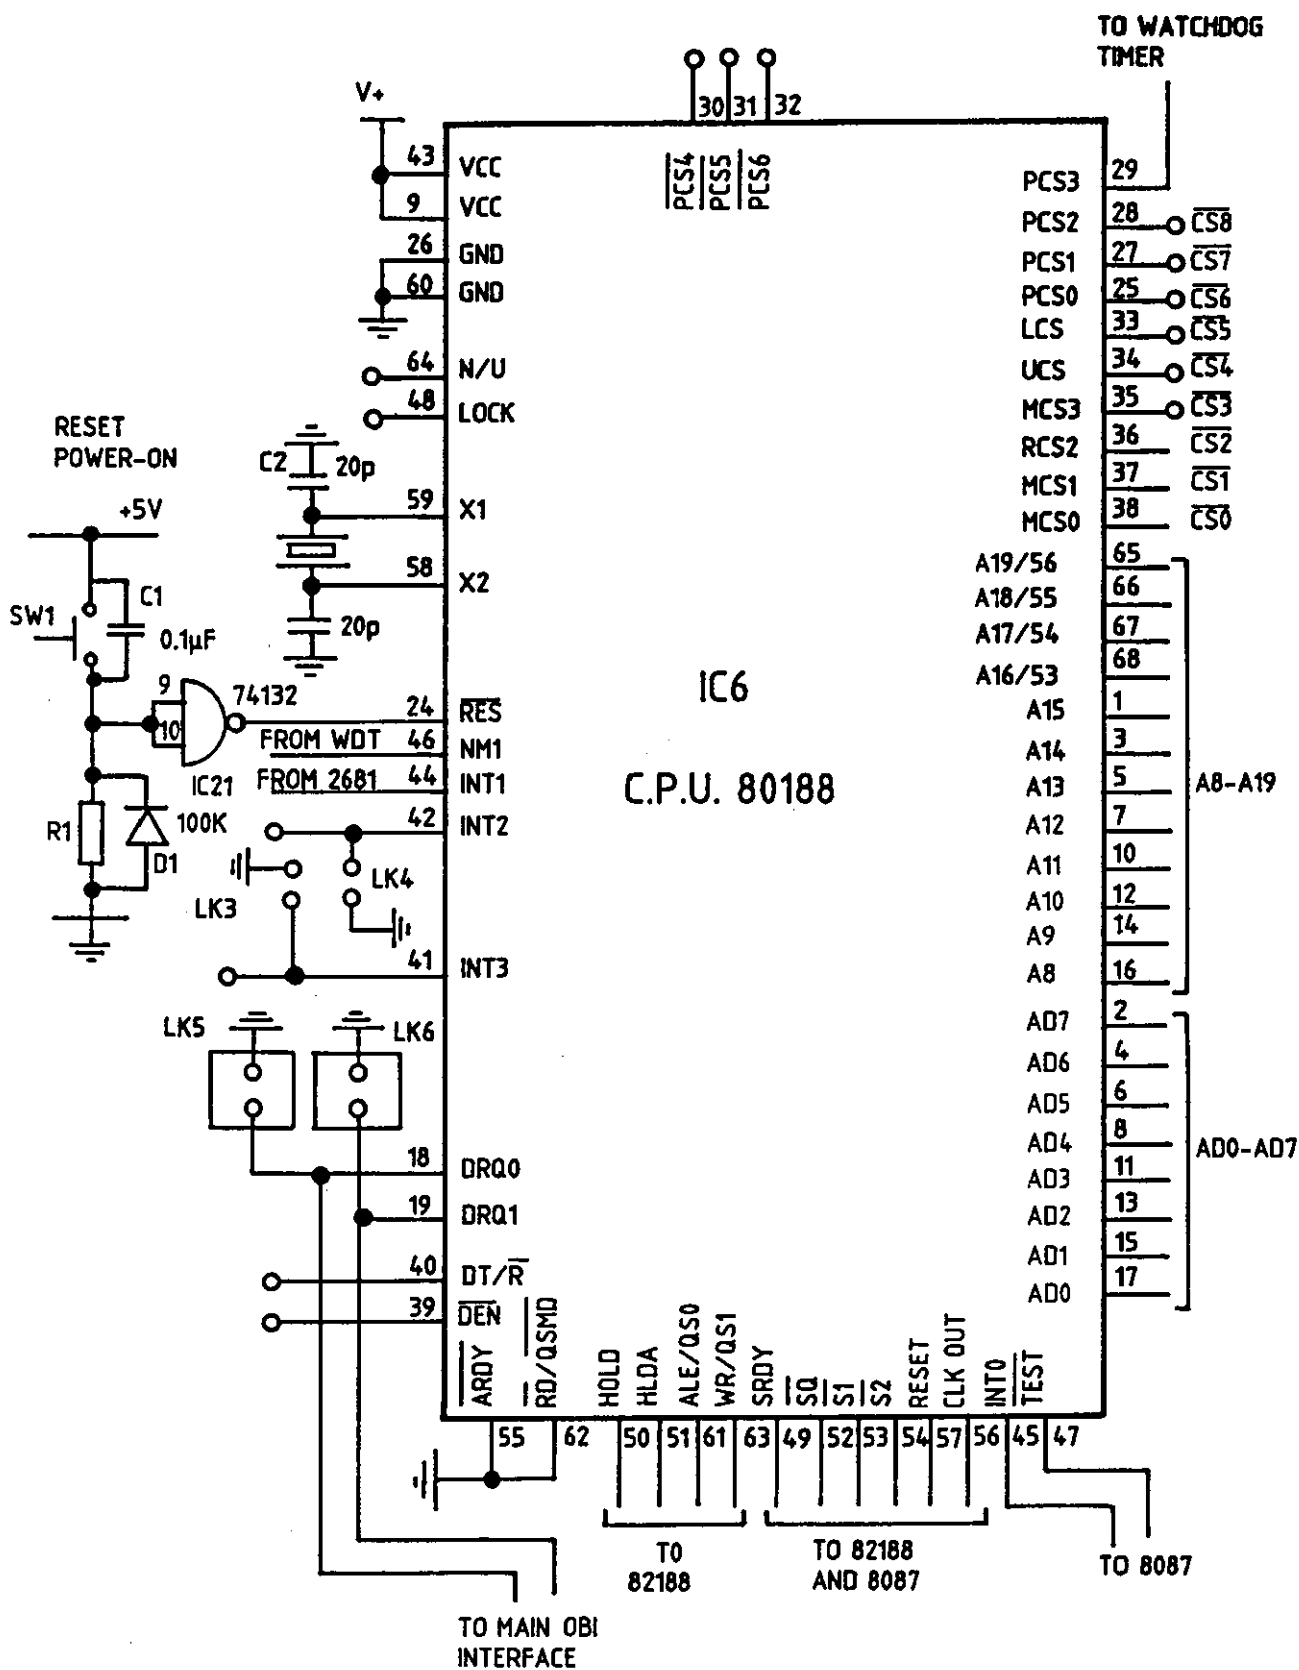 TO WATCHDOG
TIMER
V+
30 31 32
PCS4 PCS5 PCS6
43 VCC
9 VCC
26 GND
60 GND
64 N/U
48 LOCK
RESET
POWER-ON
+5V
C2 20p
59 X1
58 X2
20p
SW1
C1
0.1µF
9
10
74132
IC21
24 RES
FROM WDT 46 NM1
FROM 2681 44 INT1
42 INT2
R1
100K
D1
LK3
LK4
41 INT3
LK5
LK6
18 DRQ0
19 DRQ1
40 DT/R
39 DEN
IC6
C.P.U. 80188
PCS3 29
PCS2 28 CS8
PCS1 27 CS7
PCS0 25 CS6
LCS 33 CS5
UCS 34 CS4
MCS3 35 CS3
RCS2 36 CS2
MCS1 37 CS1
MCS0 38 CS0
A19/56 65
A18/55 66
A17/54 67
A16/53 68
A15 1
A14 3
A13 5
A12 7
A11 10
A10 12
A9 14
A8 16
A8-A19
AD7 2
AD6 4
AD5 6
AD4 8
AD3 11
AD2 13
AD1 15
AD0 17
AD0-AD7
ARDY RD/QSMD HOLD HLDA ALE/QS0 WR/QS1 SRDY SQ S1 S2 RESET CLK OUT INT0 TEST
55 62 50 51 61 63 49 52 53 54 57 56 45 47
TO
82188
TO 82188
AND 8087
TO 8087
TO MAIN OBI
INTERFACE